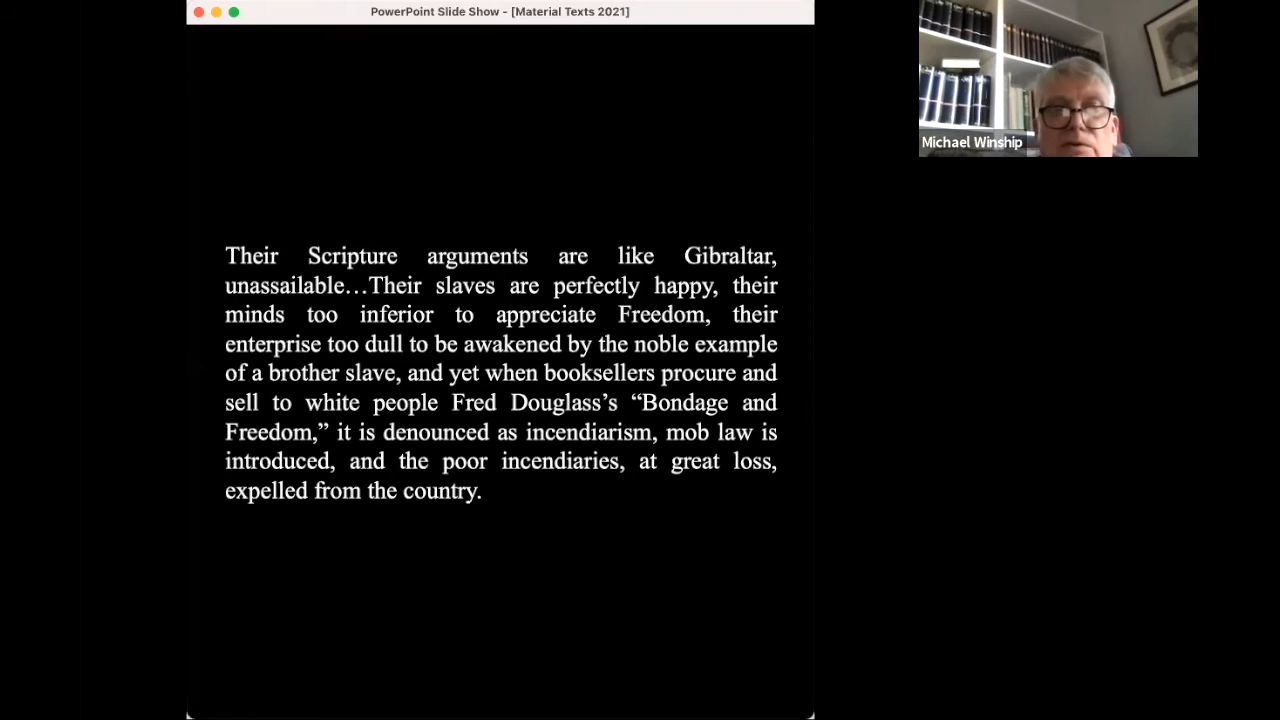 PowerPoint Slide Show - [Material Texts 2021]
Michael Winship
Their Scripture arguments are like Gibraltar,
unassailable…Their slaves are perfectly happy, their
minds too inferior to appreciate Freedom, their
enterprise too dull to be awakened by the noble example
of a brother slave, and yet when booksellers procure and
sell to white people Fred Douglass’s “Bondage and
Freedom,” it is denounced as incendiarism, mob law is
introduced, and the poor incendiaries, at great loss,
expelled from the country.